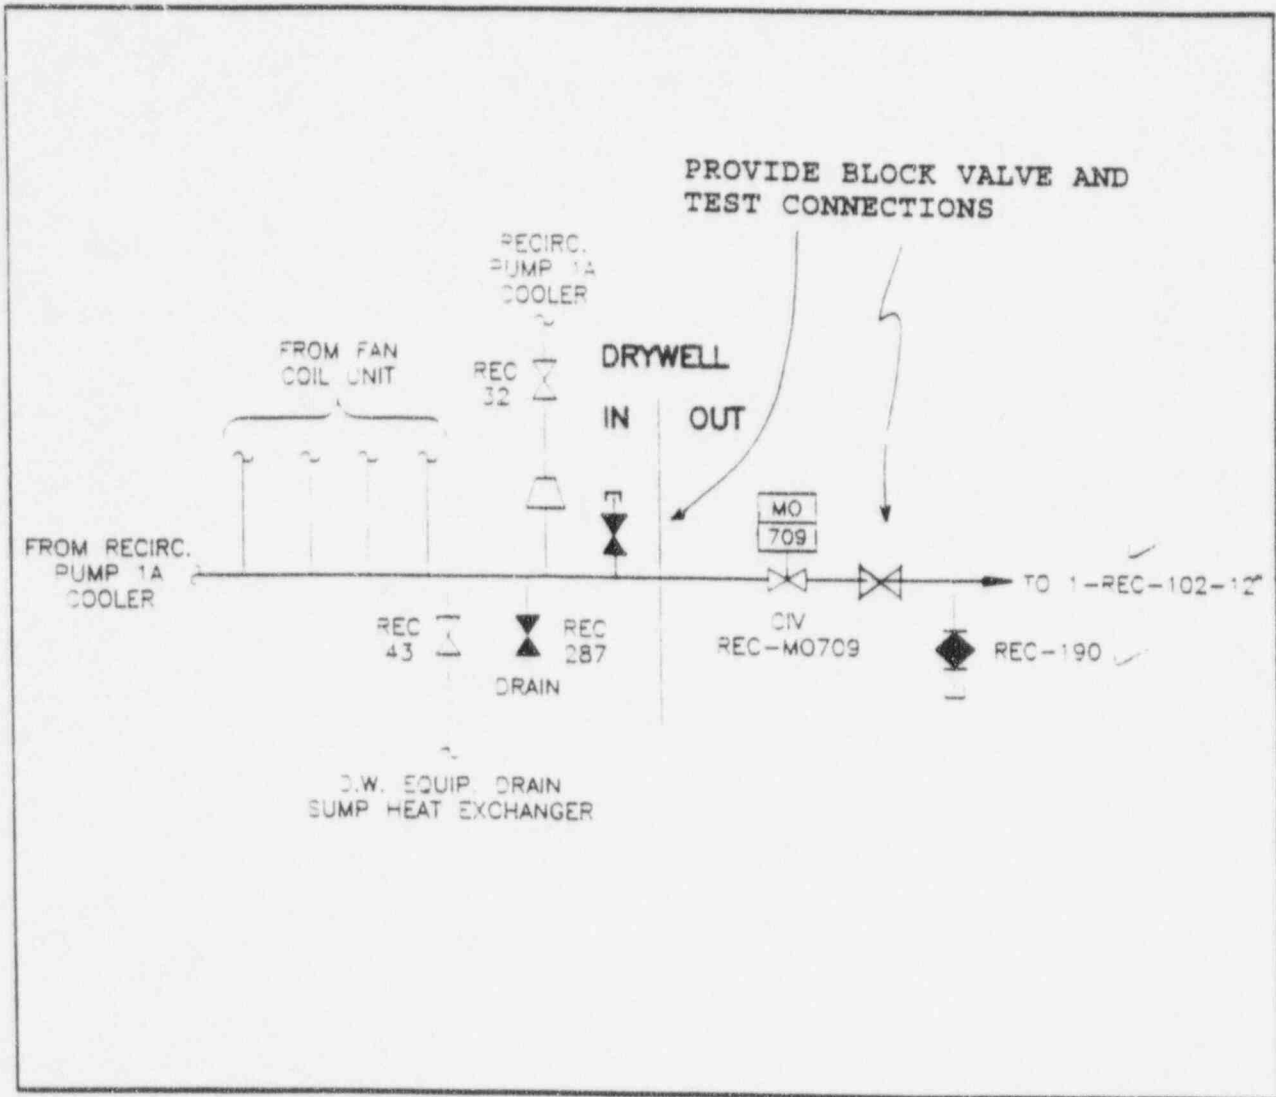 PROVIDE BLOCK VALVE AND
TEST CONNECTIONS
RECIRC.
PUMP 1A
COOLER
FROM FAN
COIL UNIT
REC
32
DRYWELL
IN OUT
MO
709
FROM RECIRC.
PUMP 1A
COOLER
TO 1-REC-102-12"
REC
43
REC
287
DRAIN
CIV
REC-MO709
REC-190
D.W. EQUIP. DRAIN
SUMP HEAT EXCHANGER